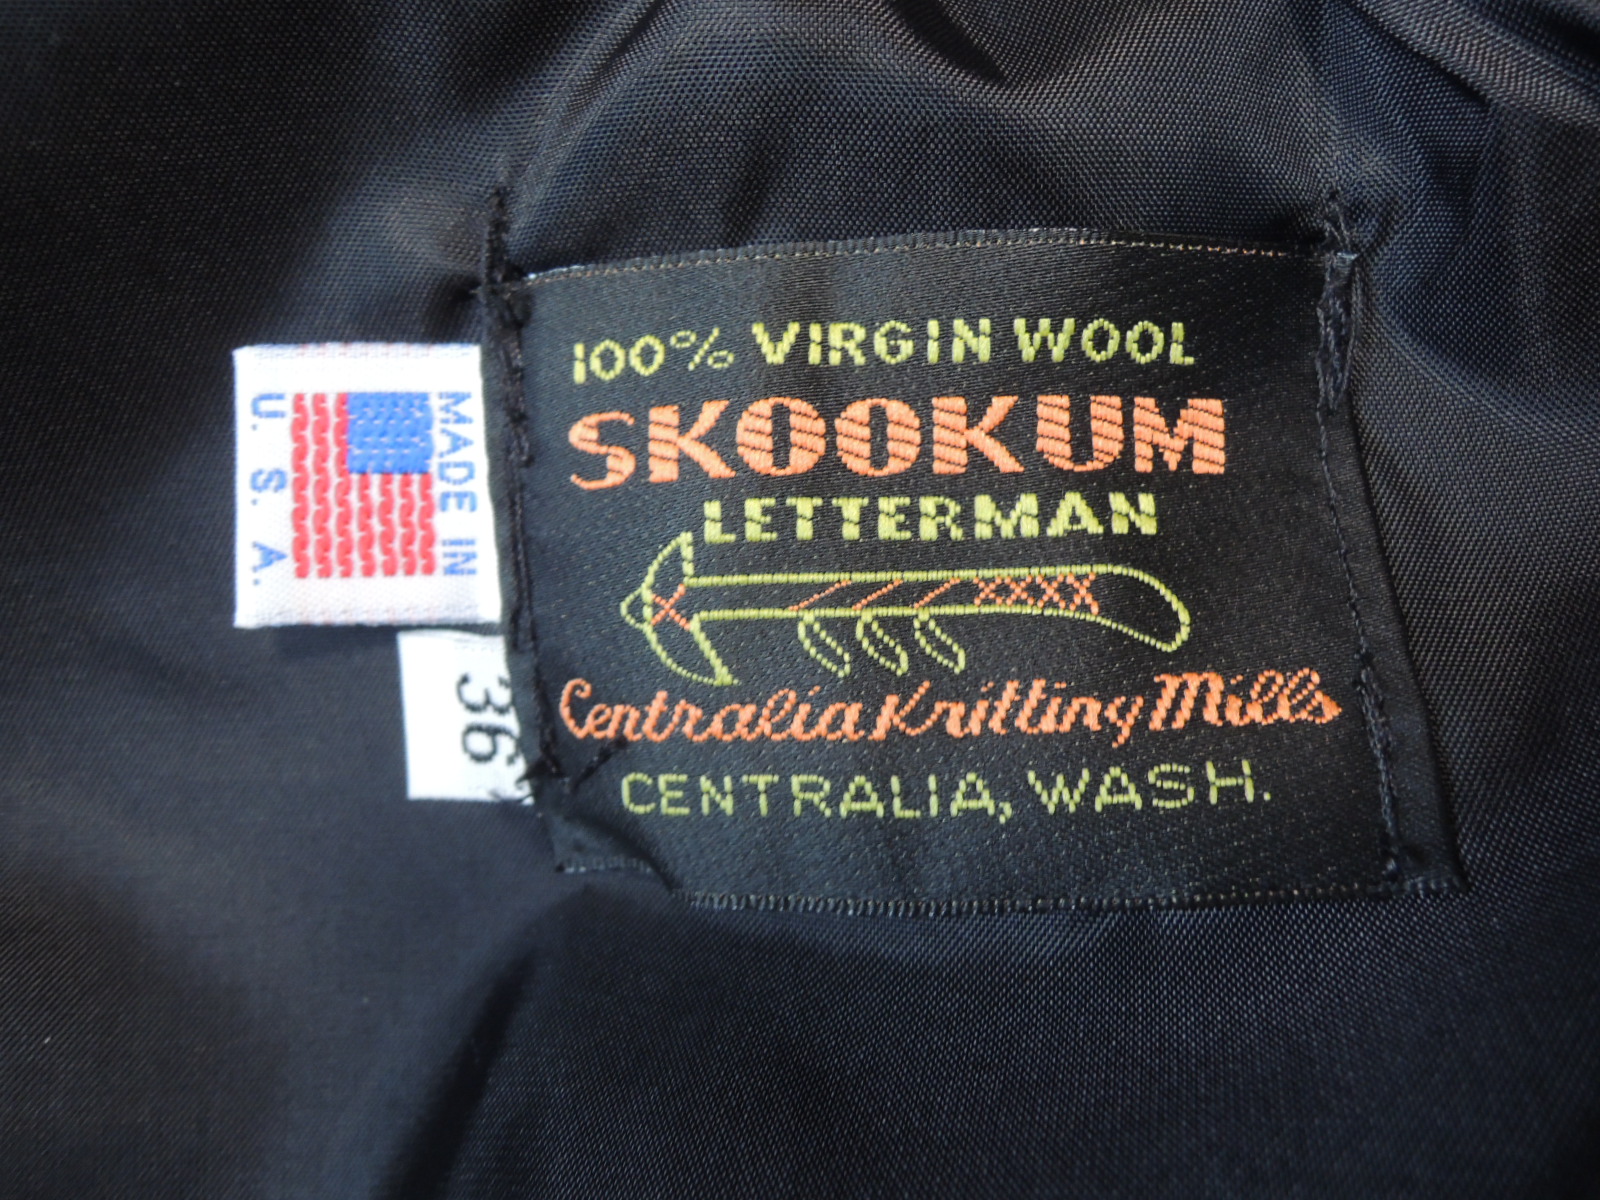 100% VIRGIN WOOL
SKOOKUM
LETTERMAN
Centralia Knitting Mills
CENTRALIA, WASH.
MADE IN
U. S. A.
36